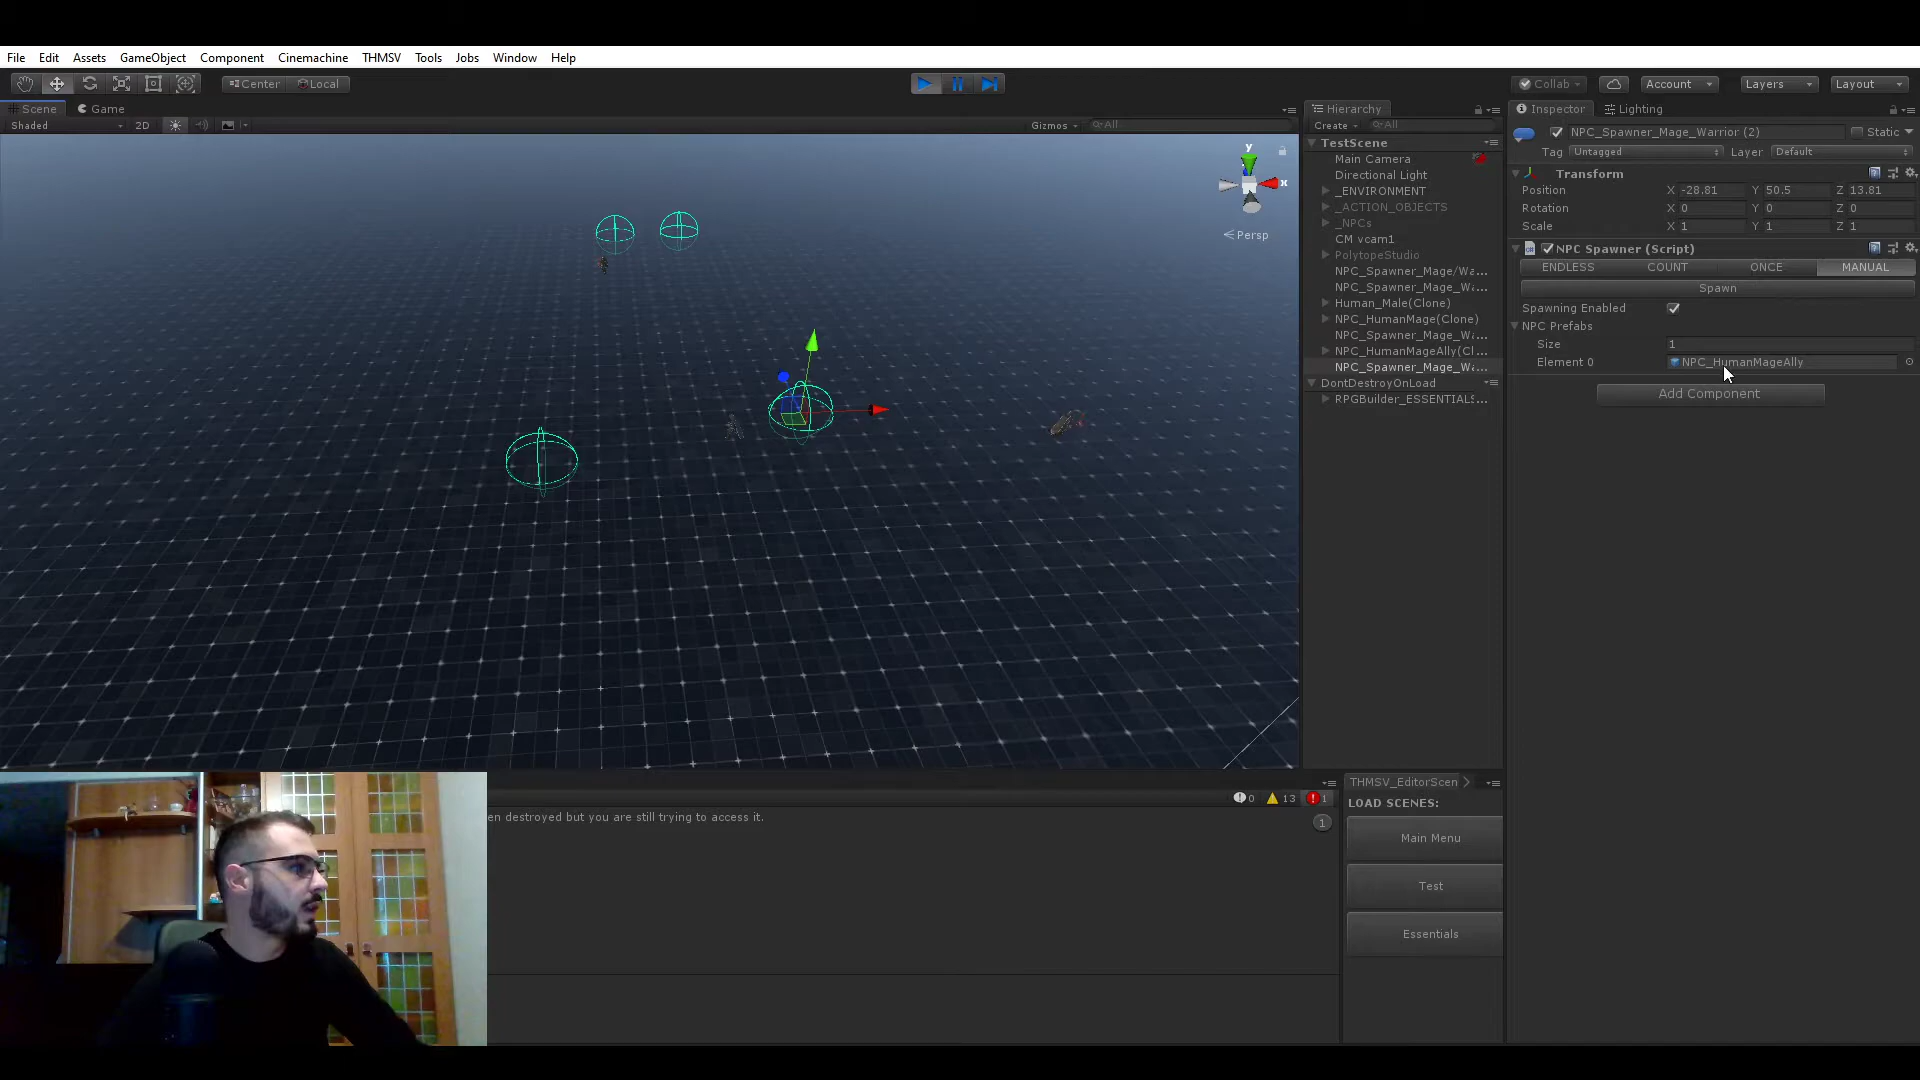 File Edit Assets GameObject Component Cinemachine THMSV Tools Jobs Window Help
Center Local Collab Account Layers Layout
Scene Game
Shaded 2D Gizmos All
y
x
Persp
Hierarchy
Create All
TestScene
Main Camera
Directional Light
_ENVIRONMENT
_ACTION_OBJECTS
_NPCs
CM vcam1
PolytopeStudio
NPC_Spawner_Mage/Wa...
NPC_Spawner_Mage_Wa...
Human_Male(Clone)
NPC_HumanMage(Clone)
NPC_Spawner_Mage_Wa...
NPC_HumanMageAlly(Cl...
NPC_Spawner_Mage_Wa...
DontDestroyOnLoad
RPGBuilder_ESSENTIALS...
Inspector Lighting
NPC_Spawner_Mage_Warrior (2) Static
Tag Untagged Layer Default
Transform
Position X -28.81 Y 50.5 Z 13.81
Rotation X 0 Y 0 Z 0
Scale X 1 Y 1 Z 1
NPC Spawner (Script)
ENDLESS COUNT ONCE MANUAL
Spawn
Spawning Enabled
NPC Prefabs
Size 1
Element 0 NPC_HumanMageAlly
Add Component
0 13 1
en destroyed but you are still trying to access it. 1
THMSV_EditorScen
LOAD SCENES:
Main Menu
Test
Essentials